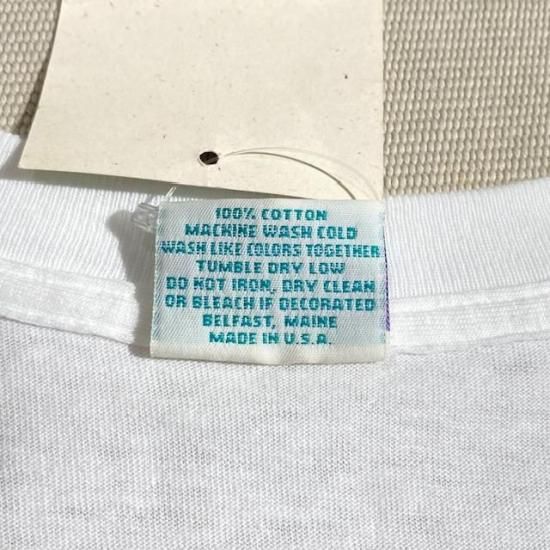 100% COTTON
MACHINE WASH COLD
WASH LIKE COLORS TOGETHER
TUMBLE DRY LOW
DO NOT IRON, DRY CLEAN
OR BLEACH IF DECORATED
BELFAST, MAINE
MADE IN U.S.A.